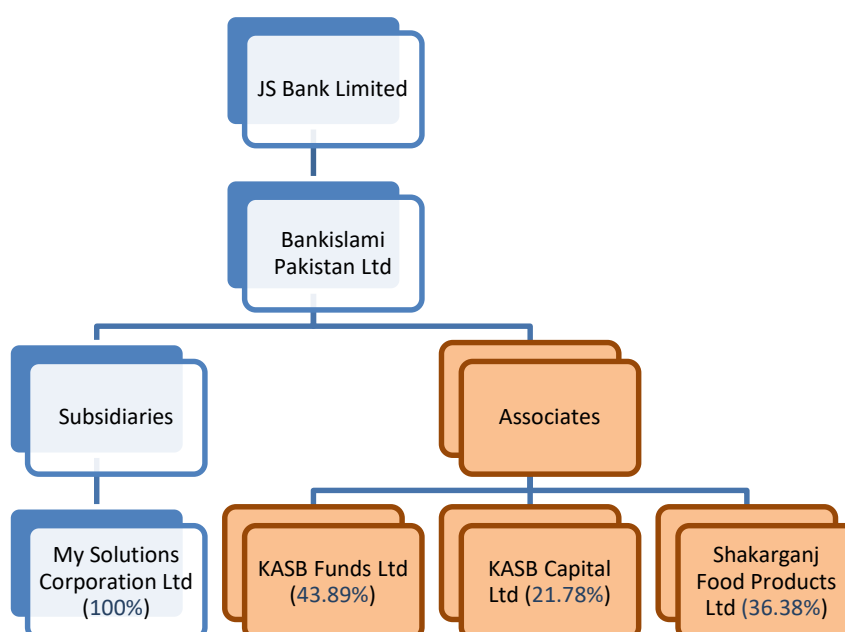 JS Bank Limited
Bankislami
Pakistan Ltd
Subsidiaries
Associates
My Solutions
Corporation Ltd
(100%)
KASB Funds Ltd
(43.89%)
KASB Capital
Ltd (21.78%)
Shakarganj
Food Products
Ltd (36.38%)